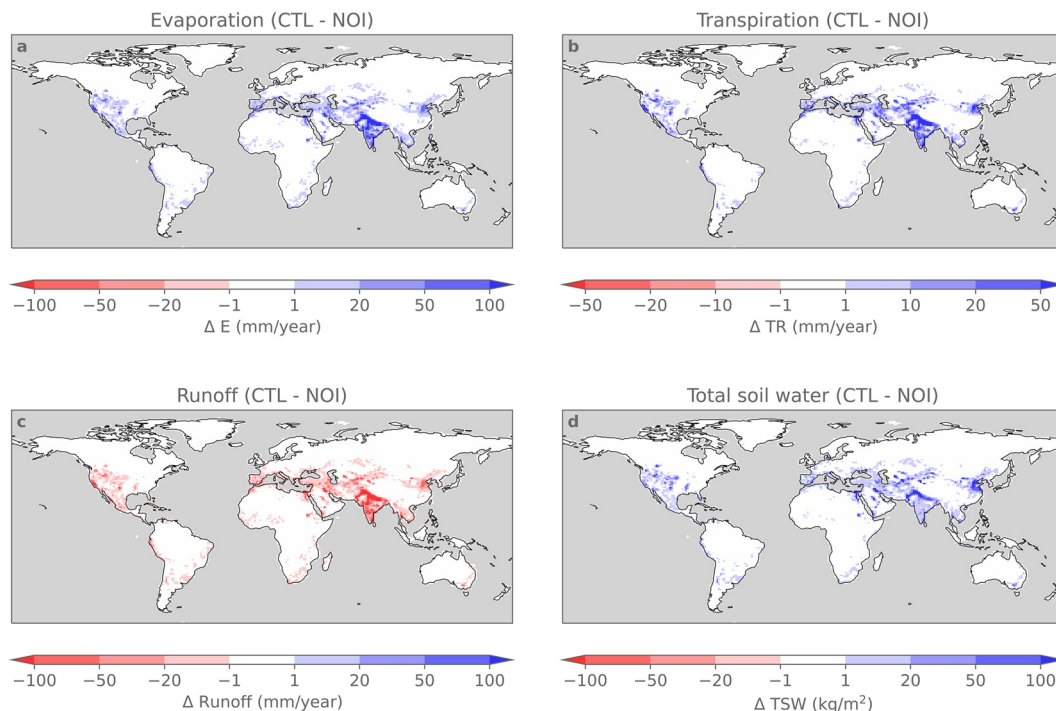 Evaporation (CTL - NOI)
a
−100 −50 −20 −1 1 20 50 100
Δ E (mm/year)
Transpiration (CTL - NOI)
b
−50 −20 −10 −1 1 10 20 50
Δ TR (mm/year)
Runoff (CTL - NOI)
c
−100 −50 −20 −1 1 20 50 100
Δ Runoff (mm/year)
Total soil water (CTL - NOI)
d
−100 −50 −20 −1 1 20 50 100
Δ TSW (kg/m²)